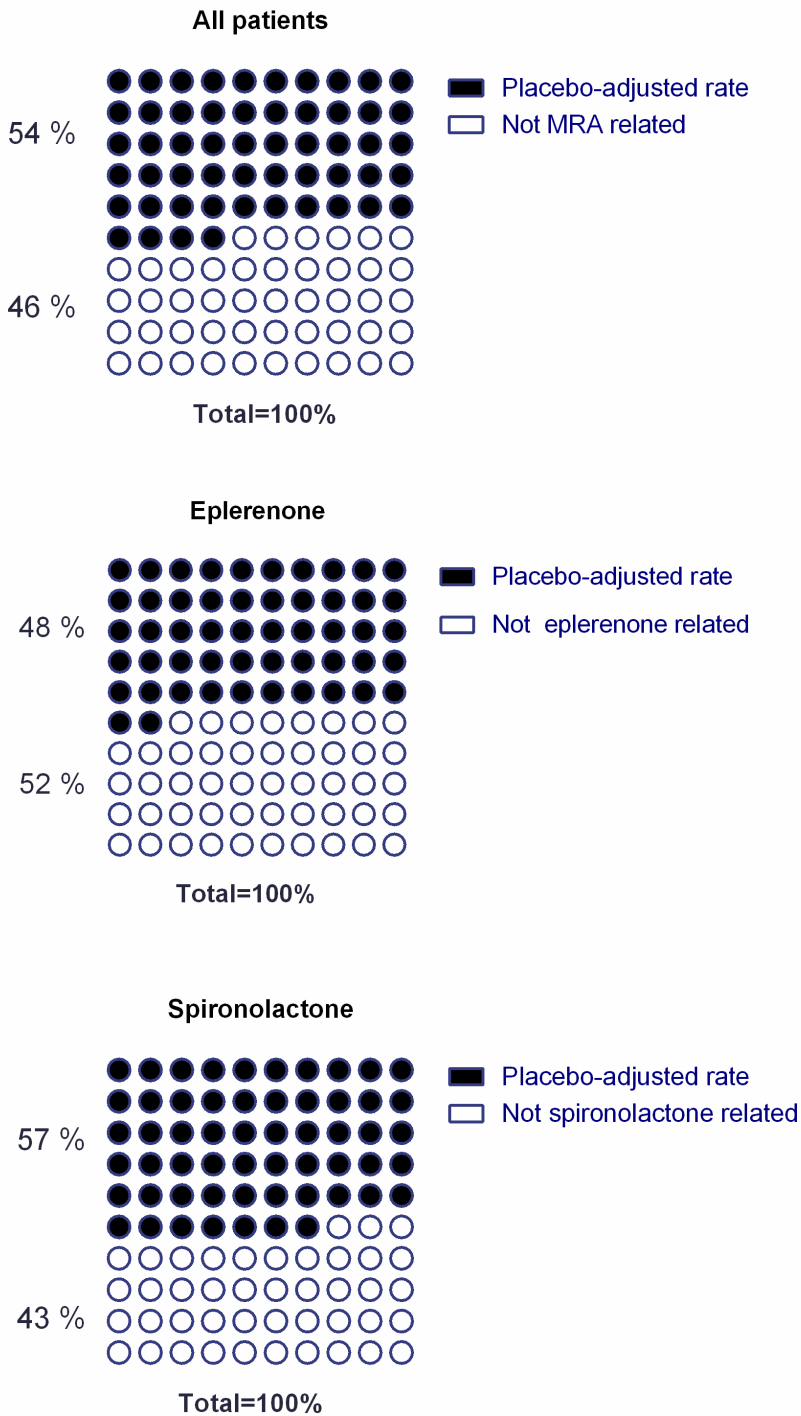 All patients
Placebo-adjusted rate
Not MRA related
54 %
46 %
Total=100%
Eplerenone
Placebo-adjusted rate
Not eplerenone related
48 %
52 %
Total=100%
Spironolactone
Placebo-adjusted rate
Not spironolactone related
57 %
43 %
Total=100%